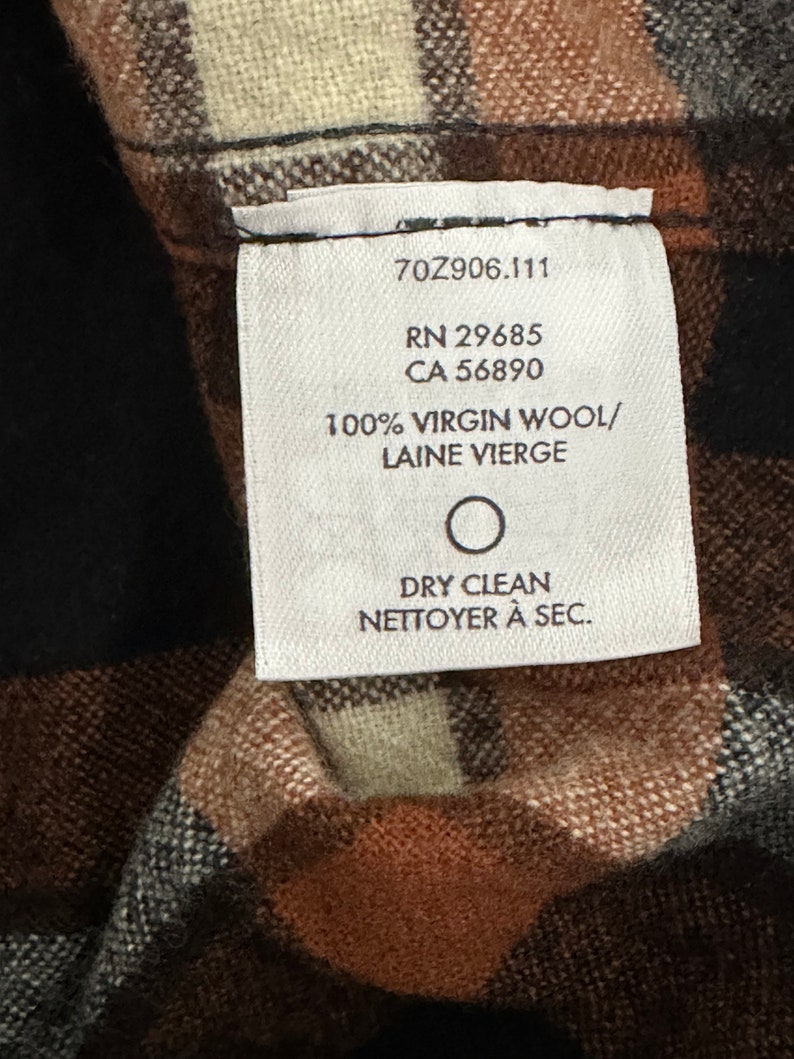 70Z906.111
RN 29685
CA 56890
100% VIRGIN WOOL/
LAINE VIERGE
DRY CLEAN
NETTOYER À SEC.